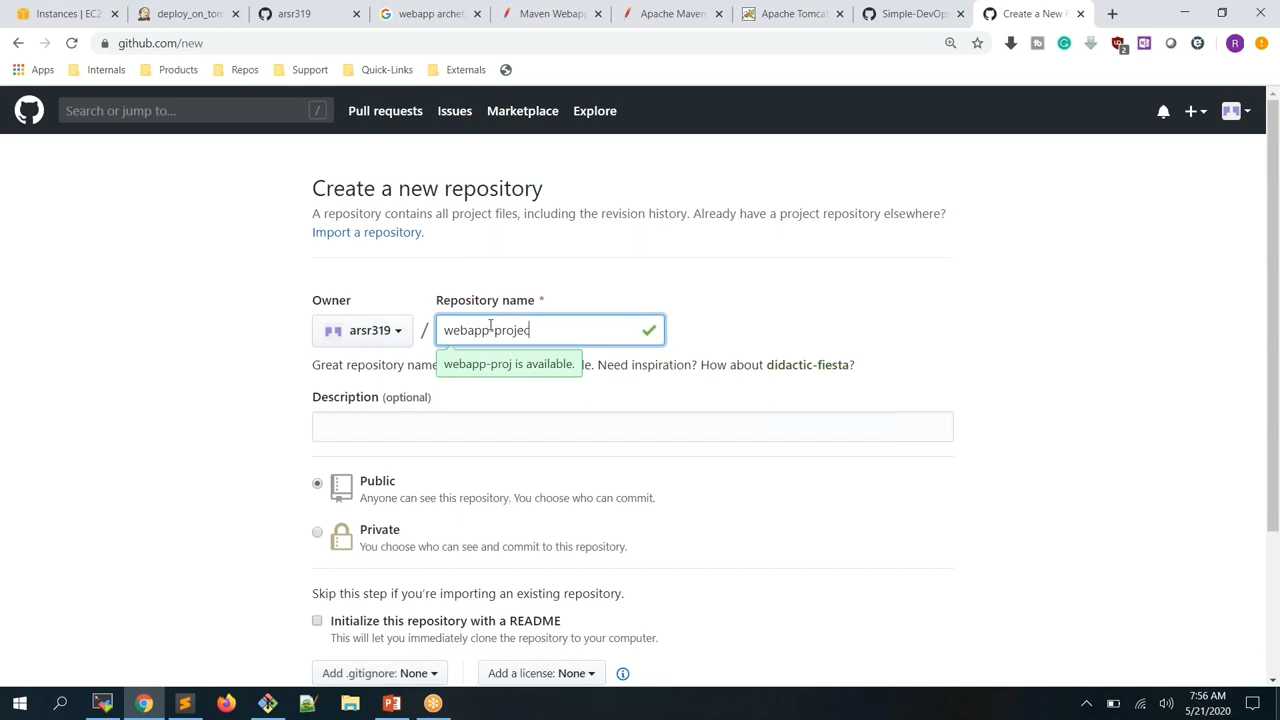 Instances | EC2
deploy_on_tom
arsr319
webapp archet
Maven Webapp
Apache Maven
Apache Tomcat
Simple-DevOps
Create a New R
github.com/new
2
R
Apps
Internals
Products
Repos
Support
Quick-Links
Externals
Search or jump to...
/
Pull requests
Issues
Marketplace
Explore
Create a new repository
A repository contains all project files, including the revision history. Already have a project repository elsewhere?
Import a repository.
Owner
Repository name *
arsr319
/
webapp-projec
Great repository name
webapp-proj is available.
le. Need inspiration? How about didactic-fiesta?
Description (optional)
Public
Anyone can see this repository. You choose who can commit.
Private
You choose who can see and commit to this repository.
Skip this step if you're importing an existing repository.
Initialize this repository with a README
This will let you immediately clone the repository to your computer.
Add .gitignore: None
Add a license: None
7:56 AM
5/21/2020